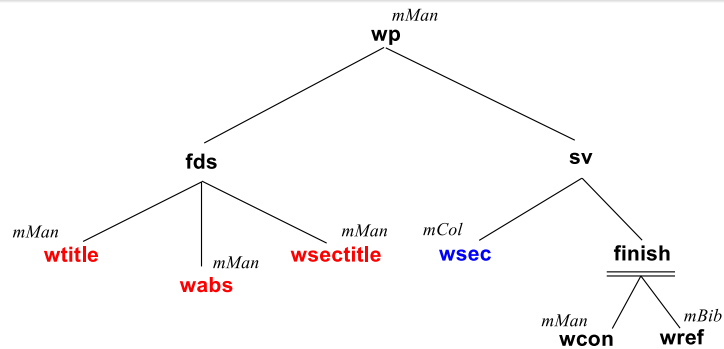 mMan
wp
fds
sv
mMan
wtitle
mMan
wabs
mMan
wsectitle
mCol
wsec
finish
mMan
wcon
mBib
wref